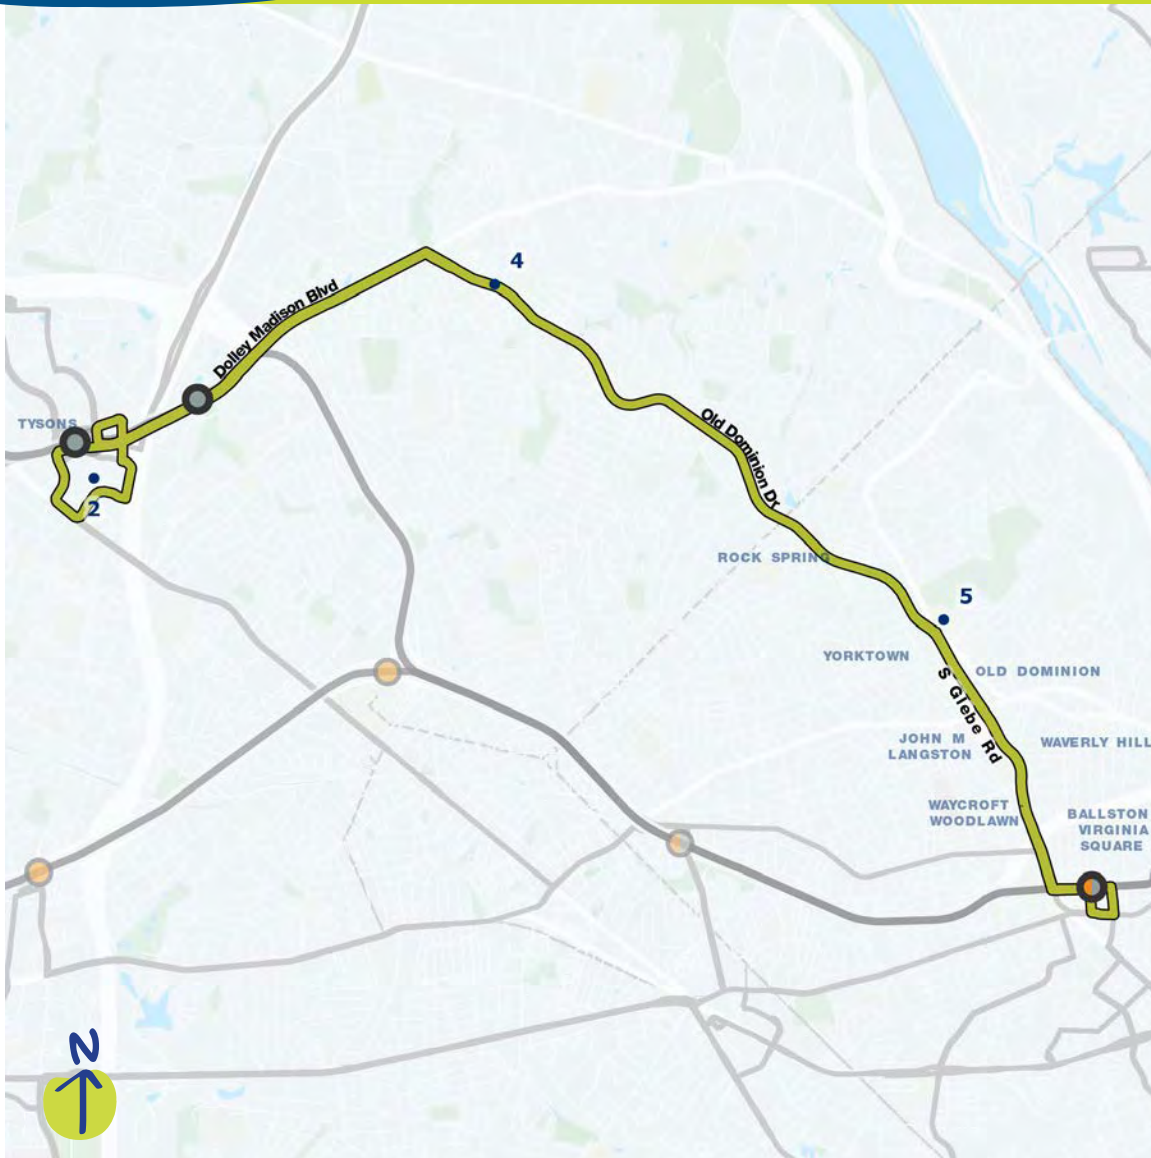 4
Dolley Madison Blvd
TYSONS
Old Dominion Dr
2
ROCK SPRING
5
YORKTOWN
OLD DOMINION
S Glebe Rd
JOHN M
LANGSTON
WAVERLY HILL
WAYCROFT
WOODLAWN
BALLSTON
VIRGINIA
SQUARE
N